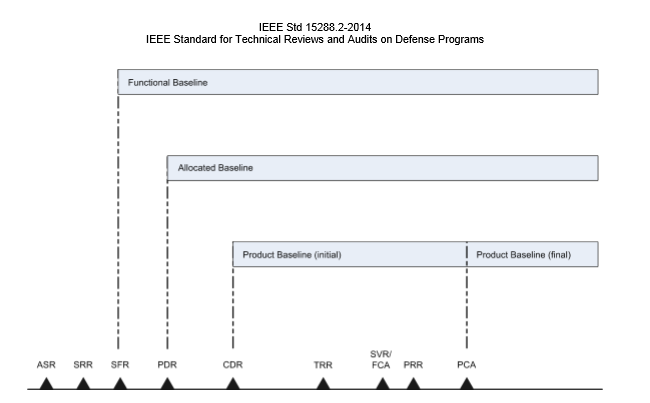 IEEE Std 15288.2-2014
IEEE Standard for Technical Reviews and Audits on Defense Programs
Functional Baseline
Allocated Baseline
Product Baseline (initial)
Product Baseline (final)
ASR
SRR
SFR
PDR
CDR
TRR
SVR/
FCA
PRR
PCA